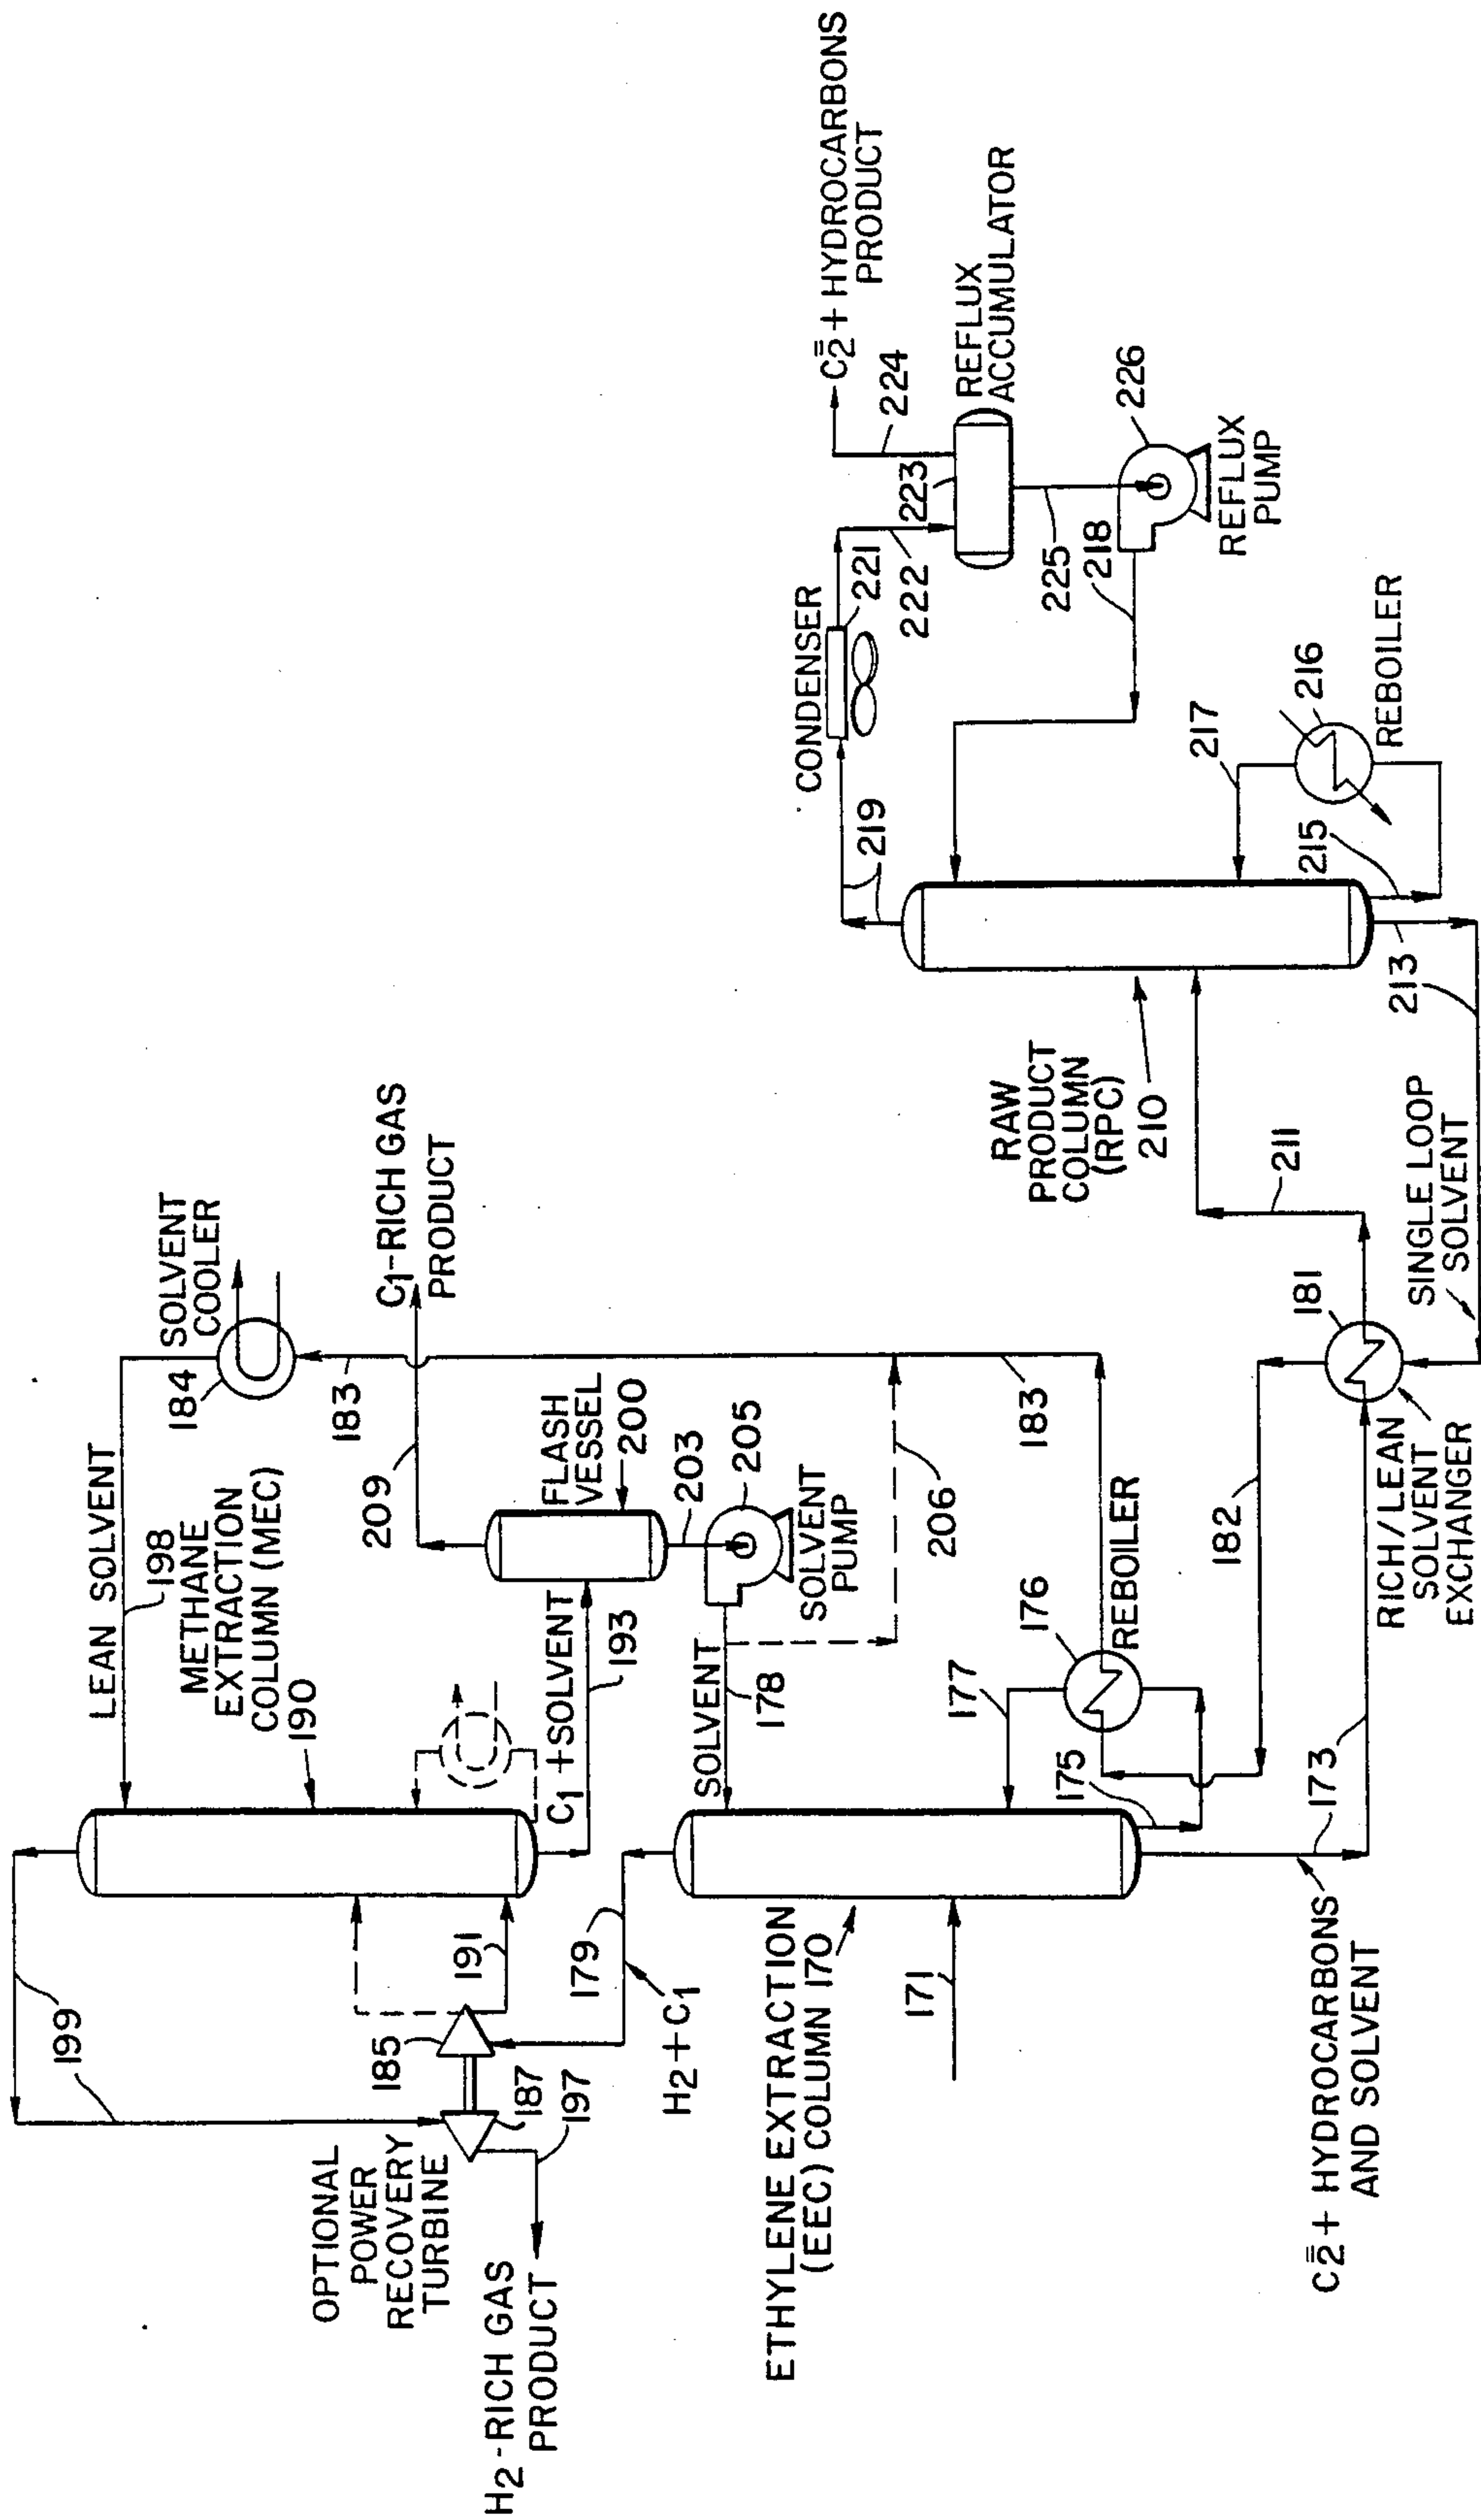 LEAN SOLVENT
198
METHANE
EXTRACTION
COLUMN (MEC)
190
199
OPTIONAL
POWER
RECOVERY
TURBINE
185
187
191
197
H2-RICH GAS
PRODUCT
179
H2+C1
C1+SOLVENT
193
SOLVENT
COOLER
184
183
C1-RICH GAS
PRODUCT
209
FLASH
VESSEL
200
203
205
SOLVENT
PUMP
SOLVENT
178
206
183
ETHYLENE EXTRACTION
(EEC) COLUMN 170
171
177
176
REBOILER
175
182
173
C2̿+ HYDROCARBONS
AND SOLVENT
RICH/LEAN
SOLVENT
EXCHANGER
181
SINGLE LOOP
SOLVENT
211
RAW
PRODUCT
COLUMN
(RPC)
210
213
215
217
216
REBOILER
219
CONDENSER
221
222
223
224
C2̿+ HYDROCARBONS
PRODUCT
REFLUX
ACCUMULATOR
225
218
226
REFLUX
PUMP